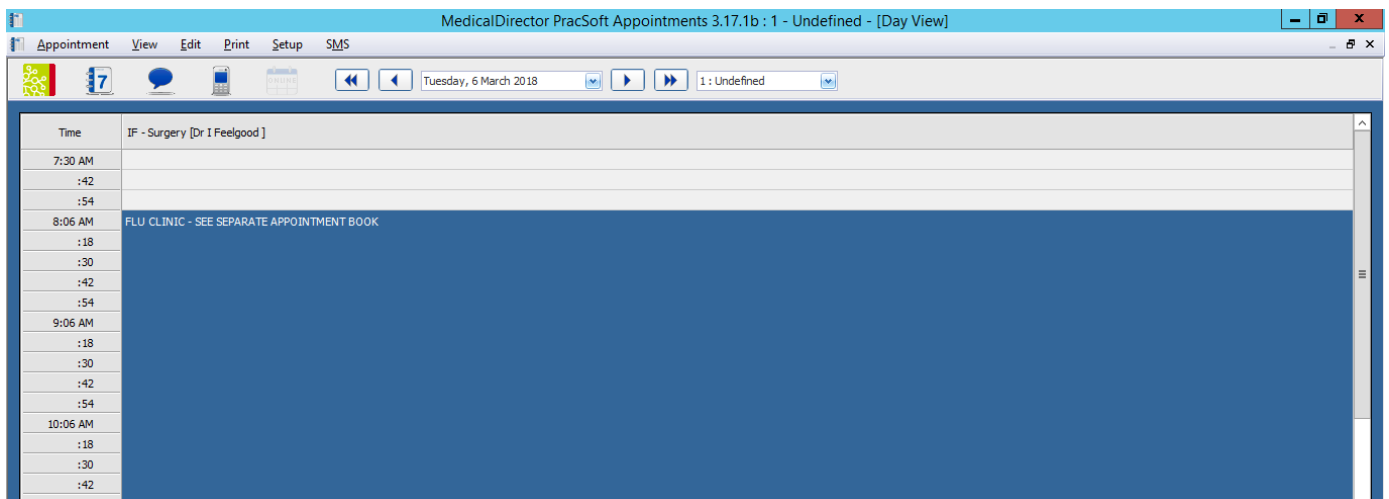 MedicalDirector PracSoft Appointments 3.17.1b : 1 - Undefined - [Day View]
Appointment View Edit Print Setup SMS
7 Tuesday, 6 March 2018 1 : Undefined
Time IF - Surgery [Dr I Feelgood ]
7:30 AM
:42
:54
8:06 AM FLU CLINIC - SEE SEPARATE APPOINTMENT BOOK
:18
:30
:42
:54
9:06 AM
:18
:30
:42
:54
10:06 AM
:18
:30
:42